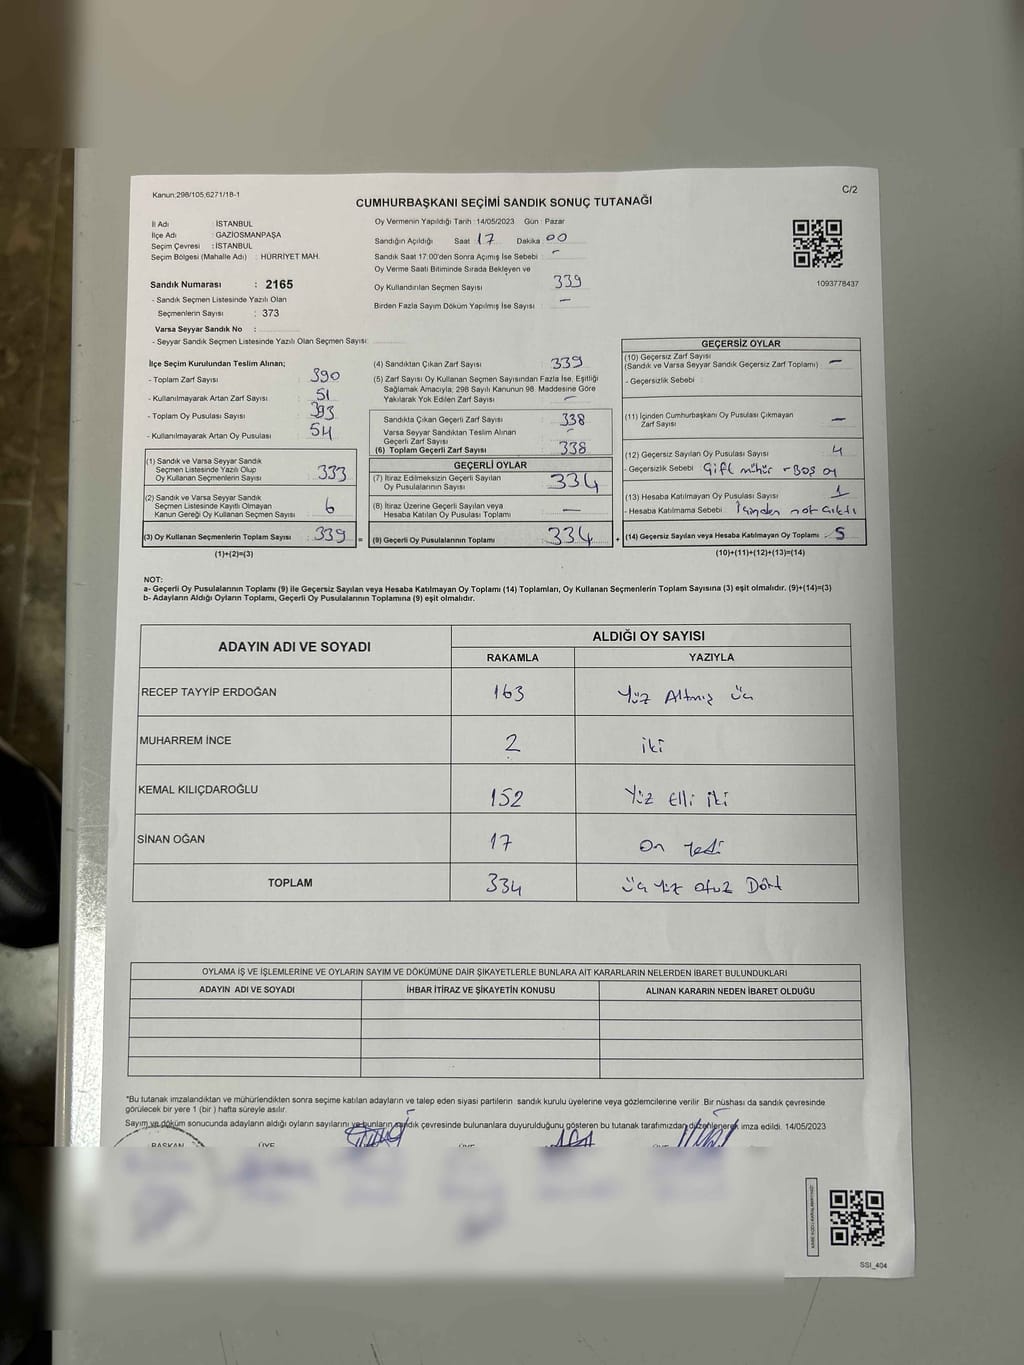 Kanun:298/105;6271/18-1
C/2
CUMHURBAŞKANI SEÇİMİ SANDIK SONUÇ TUTANAĞI
İl Adı : İSTANBUL
İlçe Adı : GAZİOSMANPAŞA
Seçim Çevresi : İSTANBUL
Seçim Bölgesi (Mahalle Adı) : HÜRRİYET MAH.
Sandık Numarası : 2165
- Sandık Seçmen Listesinde Yazılı Olan
Seçmenlerin Sayısı : 373
Varsa Seyyar Sandık No :
- Seyyar Sandık Seçmen Listesinde Yazılı Olan Seçmen Sayısı:
Oy Vermenin Yapıldığı Tarih : 14/05/2023 Gün : Pazar
Sandığın Açıldığı Saat : 17 Dakika : 00
Sandık Saat 17.00'den Sonra Açımış İse Sebebi : -
Oy Verme Saati Bitiminde Sırada Bekleyen ve
Oy Kullandırılan Seçmen Sayısı 339
Birden Fazla Sayım Döküm Yapılmış İse Sayısı : -
1093778437
İlçe Seçim Kurulundan Teslim Alınan;
- Toplam Zarf Sayısı : 390
- Kullanılmayarak Artan Zarf Sayısı : 51
- Toplam Oy Pusulası Sayısı : 393
- Kullanılmayarak Artan Oy Pusulası : 54
(1) Sandık ve Varsa Seyyar Sandık
Seçmen Listesinde Yazılı Olup
Oy Kullanan Seçmenlerin Sayısı : 333
(2) Sandık ve Varsa Seyyar Sandık
Seçmen Listesinde Kayıtlı Olmayan
Kanun Gereği Oy Kullanan Seçmen Sayısı : 6
(3) Oy Kullanan Seçmenlerin Toplam Sayısı : 339 =
(1)+(2)=(3)
(4) Sandıktan Çıkan Zarf Sayısı : 339
(5) Zarf Sayısı Oy Kullanan Seçmen Sayısından Fazla İse, Eşitliği
Sağlamak Amacıyla; 298 Sayılı Kanunun 98. Maddesine Göre
Yakılarak Yok Edilen Zarf Sayısı : -
Sandıkta Çıkan Geçerli Zarf Sayısı : 338
Varsa Seyyar Sandıktan Teslim Alınan
Geçerli Zarf Sayısı : -
(6) Toplam Geçerli Zarf Sayısı : 338
GEÇERLİ OYLAR
(7) İtiraz Edilmeksizin Geçerli Sayılan
Oy Pusulalarının Sayısı : 334
(8) İtiraz Üzerine Geçerli Sayılan veya
Hesaba Katılan Oy Pusulası Toplamı : -
(9) Geçerli Oy Pusulalarının Toplamı : 334 +
GEÇERSİZ OYLAR
(10) Geçersiz Zarf Sayısı
(Sandık ve Varsa Seyyar Sandık Geçersiz Zarf Toplamı) : -
- Geçersizlik Sebebi :
(11) İçinden Cumhurbaşkanı Oy Pusulası Çıkmayan
Zarf Sayısı : -
(12) Geçersiz Sayılan Oy Pusulası Sayısı : 4
- Geçersizlik Sebebi : Çift mühür - Boş oy
(13) Hesaba Katılmayan Oy Pusulası Sayısı : 1
- Hesaba Katılmama Sebebi : İçinden not çıktı
(14) Geçersiz Sayılan veya Hesaba Katılmayan Oy Toplamı : 5
(10)+(11)+(12)+(13)=(14)
NOT:
a- Geçerli Oy Pusulalarının Toplamı (9) ile Geçersiz Sayılan veya Hesaba Katılmayan Oy Toplamı (14) Toplamları, Oy Kullanan Seçmenlerin Toplam Sayısına (3) eşit olmalıdır. (9)+(14)=(3)
b- Adayların Aldığı Oyların Toplamı, Geçerli Oy Pusulalarının Toplamına (9) eşit olmalıdır.
ADAYIN ADI VE SOYADI ALDIĞI OY SAYISI
RAKAMLA YAZIYLA
RECEP TAYYİP ERDOĞAN 163 Yüz Altmış üç
MUHARREM İNCE 2 iki
KEMAL KILIÇDAROĞLU 152 Yüz Elli iki
SİNAN OĞAN 17 On Yedi
TOPLAM 334 üç Yüz otuz Dört
OYLAMA İŞ VE İŞLEMLERİNE VE OYLARIN SAYIM VE DÖKÜMÜNE DAİR ŞİKAYETLERLE BUNLARA AİT KARARLARIN NELERDEN İBARET BULUNDUKLARI
ADAYIN ADI VE SOYADI İHBAR İTİRAZ VE ŞİKAYETİN KONUSU ALINAN KARARIN NEDEN İBARET OLDUĞU
*Bu tutanak imzalandıktan ve mühürlendikten sonra seçime katılan adayların ve talep eden siyasi partilerin sandık kurulu üyelerine veya gözlemcilerine verilir. Bir nüshası da sandık çevresinde
görülecek bir yere 1 (bir ) hafta süreyle asılır.
Sayım ve döküm sonucunda adayların aldığı oyların sayılarını ve bunların sandık çevresinde bulunanlara duyurulduğunu gösteren bu tutanak tarafımızdan düzenlenerek imza edildi. 14/05/2023
BAŞKAN ÜYE
SSI_404